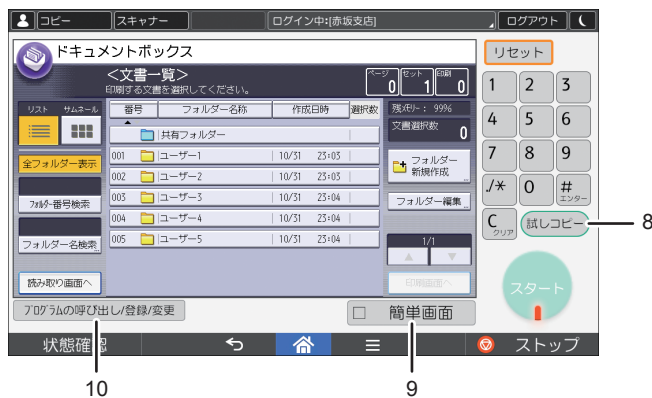 コピー スキャナー ログイン中:[赤坂支店] ログアウト
ドキュメントボックス リセット
<文書一覧> ページ 0 セット 1 印刷 0
印刷する文書を選択してください。
リスト サムネール 番号 フォルダー名称 作成日時 選択数 残メモリー: 99% 1 2 3
共有フォルダー 文書選択数 0 4 5 6
全フォルダー表示 001 ユーザー1 10/31 23:03 フォルダー新規作成 7 8 9
002 ユーザー2 10/31 23:03
フォルダー番号検索 003 ユーザー3 10/31 23:04 フォルダー編集 ./* 0 #エンター
004 ユーザー4 10/31 23:04 Cクリア 試しコピー 8
フォルダー名検索 005 ユーザー5 10/31 23:04 1/1
▲ ▼
読み取り画面へ 印刷画面へ スタート
プログラムの呼び出し/登録/変更 簡単画面
状態確認 ストップ
10 9